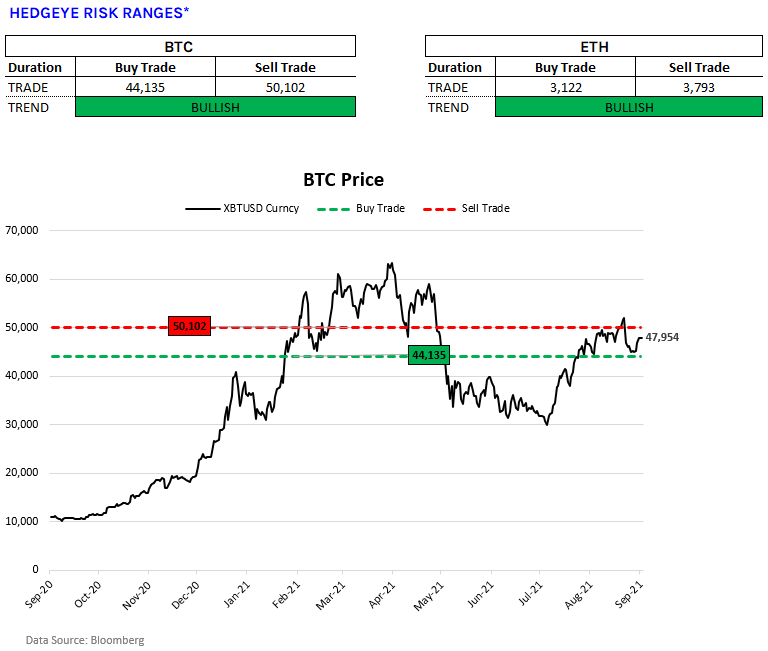 HEDGEYE RISK RANGES*
BTC
Duration Buy Trade Sell Trade
TRADE 44,135 50,102
TREND BULLISH
ETH
Duration Buy Trade Sell Trade
TRADE 3,122 3,793
TREND BULLISH
BTC Price
XBTUSD Curncy Buy Trade Sell Trade
70,000
60,000
50,000
40,000
30,000
20,000
10,000
0
50,102
44,135
47,954
Sep-20 Oct-20 Nov-20 Dec-20 Jan-21 Feb-21 Mar-21 Apr-21 May-21 Jun-21 Jul-21 Aug-21 Sep-21
Data Source: Bloomberg